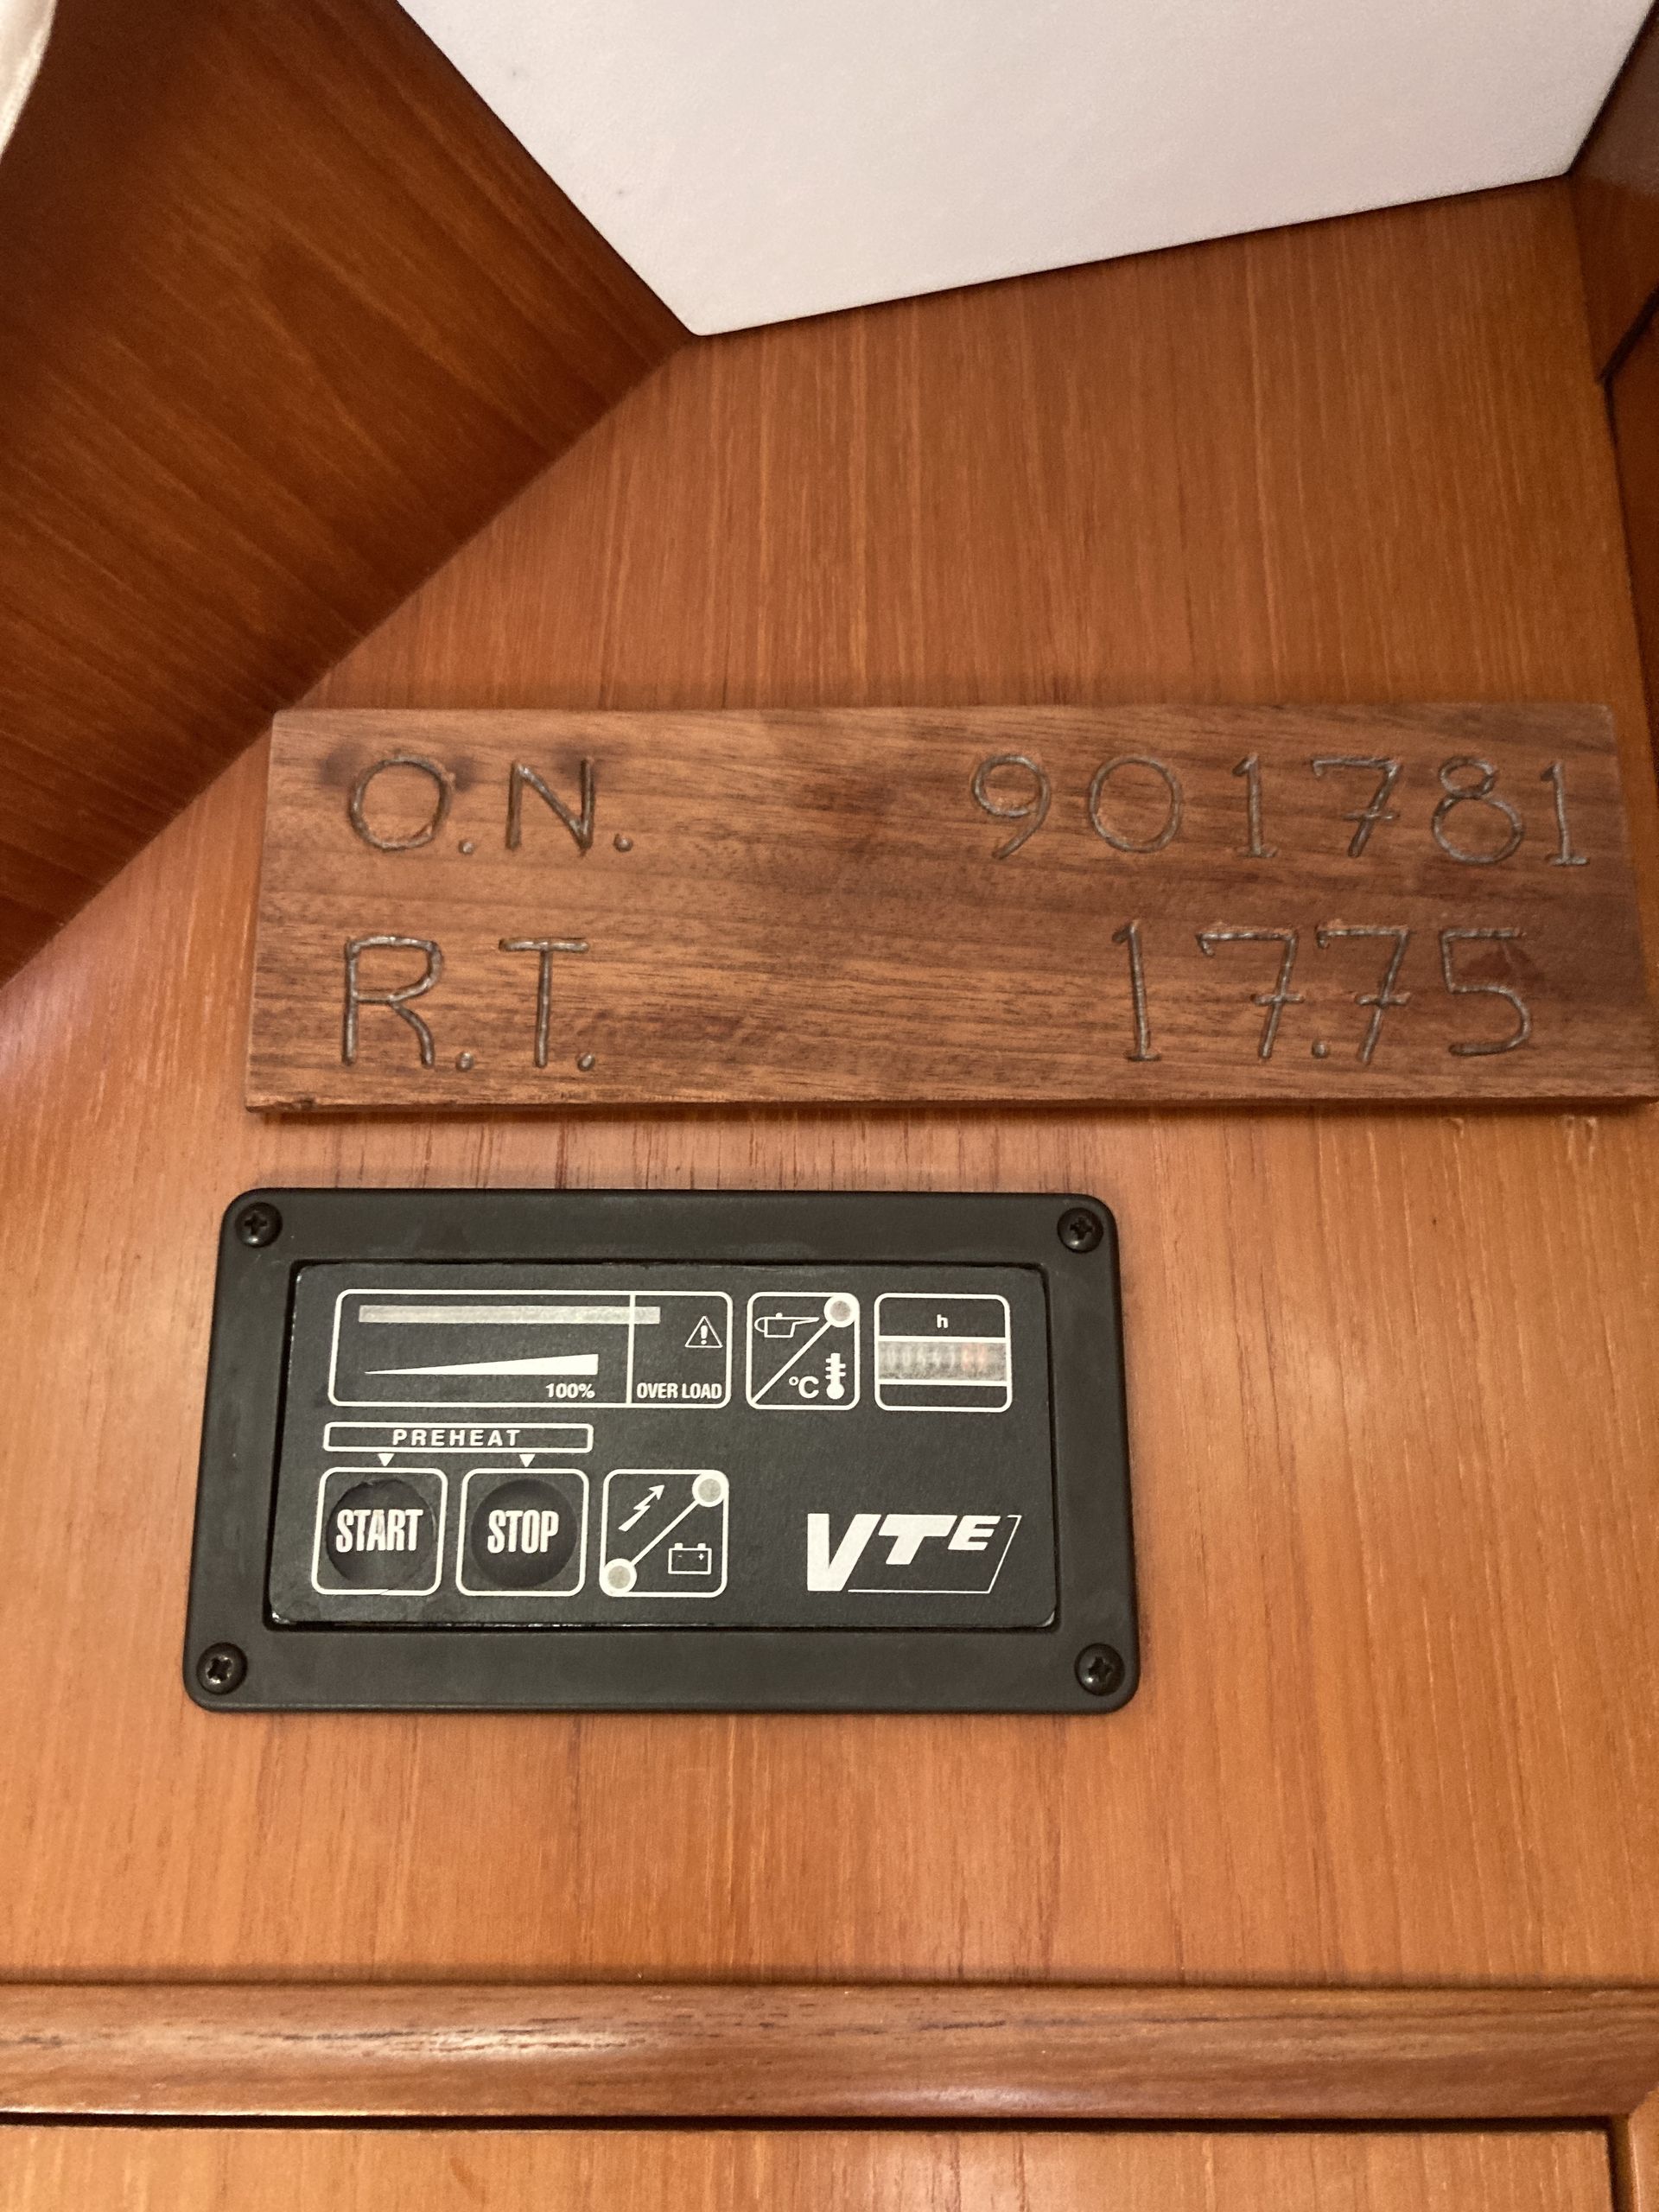 O.N. 901781
R.T. 17.75
h
100% OVER LOAD °C
PREHEAT
START STOP
VTE